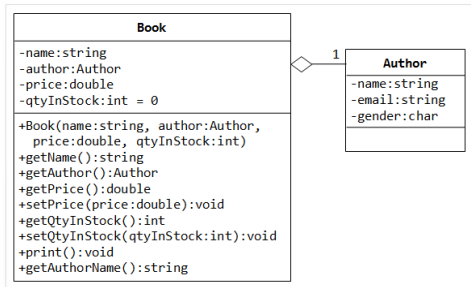 Book
-name:string
-author:Author
-price:double
-qtyInStock:int = 0
+Book(name:string, author:Author,
price:double, qtyInStock:int)
+getName():string
+getAuthor():Author
+getPrice():double
+setPrice(price:double):void
+getQtyInStock():int
+setQtyInStock(qtyInStock:int):void
+print():void
+getAuthorName():string
1
Author
-name:string
-email:string
-gender:char